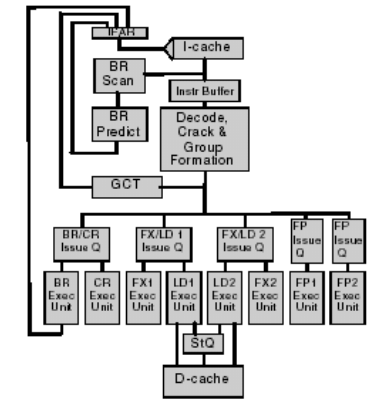 IFAR
I-cache
BR
Scan
Instr Buffer
BR
Predict
Decode,
Crack &
Group
Formation
GCT
BR/CR
Issue Q
FX/LD 1
Issue Q
FX/LD 2
Issue Q
FP
Issue
Q
FP
Issue
Q
BR
Exec
Unit
CR
Exec
Unit
FX1
Exec
Unit
LD1
Exec
Unit
LD2
Exec
Unit
FX2
Exec
Unit
FP1
Exec
Unit
FP2
Exec
Unit
StQ
D-cache